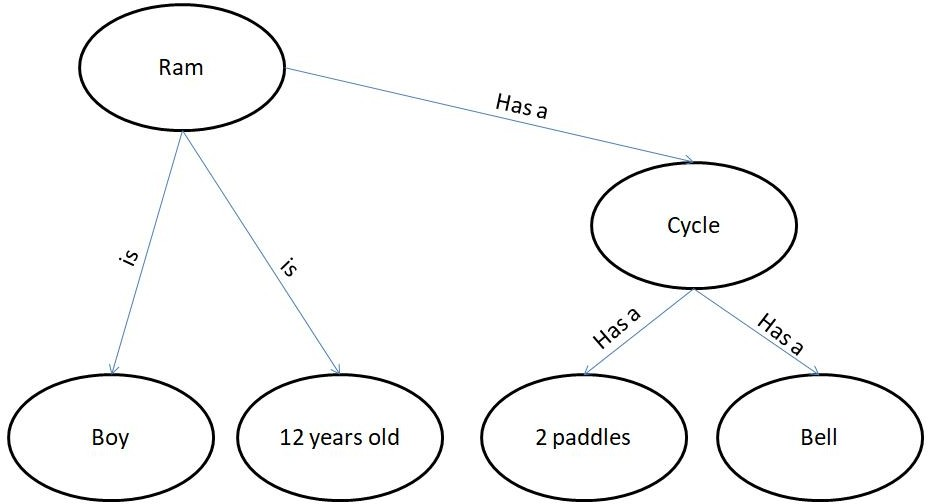 Ram
Has a
Cycle
is
is
Has a
Has a
Boy
12 years old
2 paddles
Bell